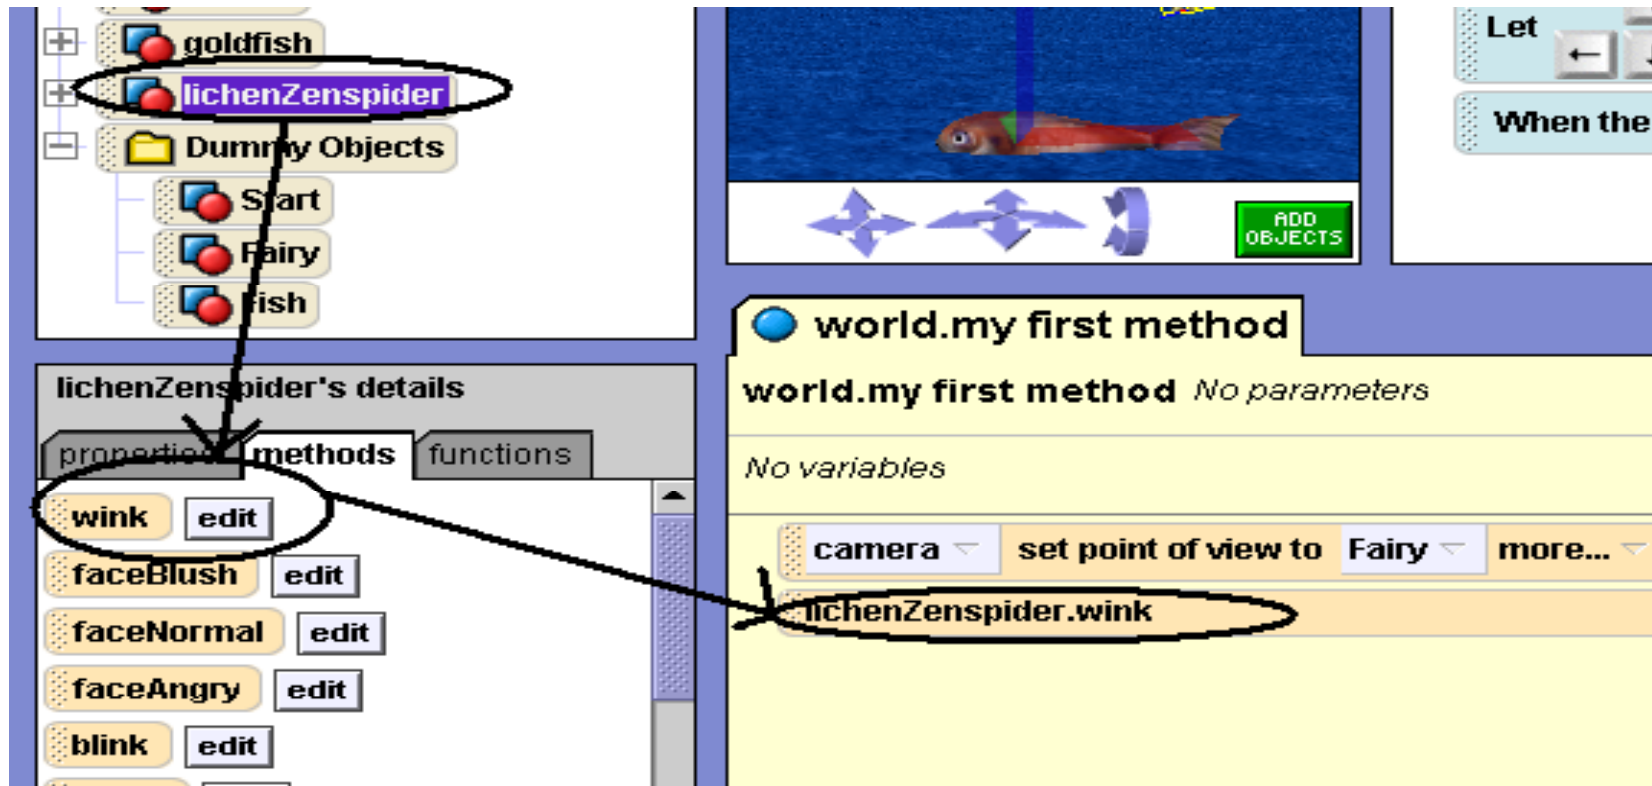 goldfish
lichenZenspider
Dummy Objects
Start
Fairy
Fish
lichenZenspider's details
properties methods functions
wink edit
faceBlush edit
faceNormal edit
faceAngry edit
blink edit
ADD
OBJECTS
Let
←
When the
world.my first method
world.my first method No parameters
No variables
camera set point of view to Fairy more...
lichenZenspider.wink